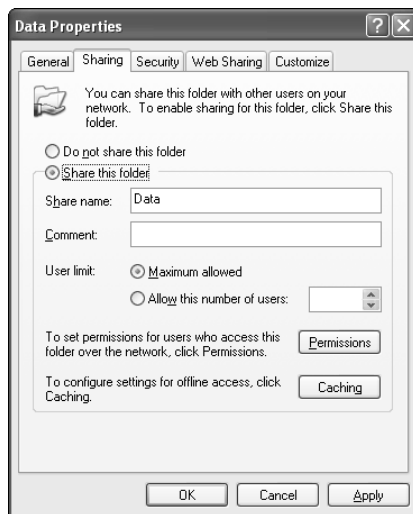 Data Properties
General Sharing Security Web Sharing Customize
You can share this folder with other users on your
network. To enable sharing for this folder, click Share this
folder.
Do not share this folder
Share this folder
Share name: Data
Comment:
User limit: Maximum allowed
Allow this number of users:
To set permissions for users who access this
folder over the network, click Permissions.
Permissions
To configure settings for offline access, click
Caching.
Caching
OK Cancel Apply